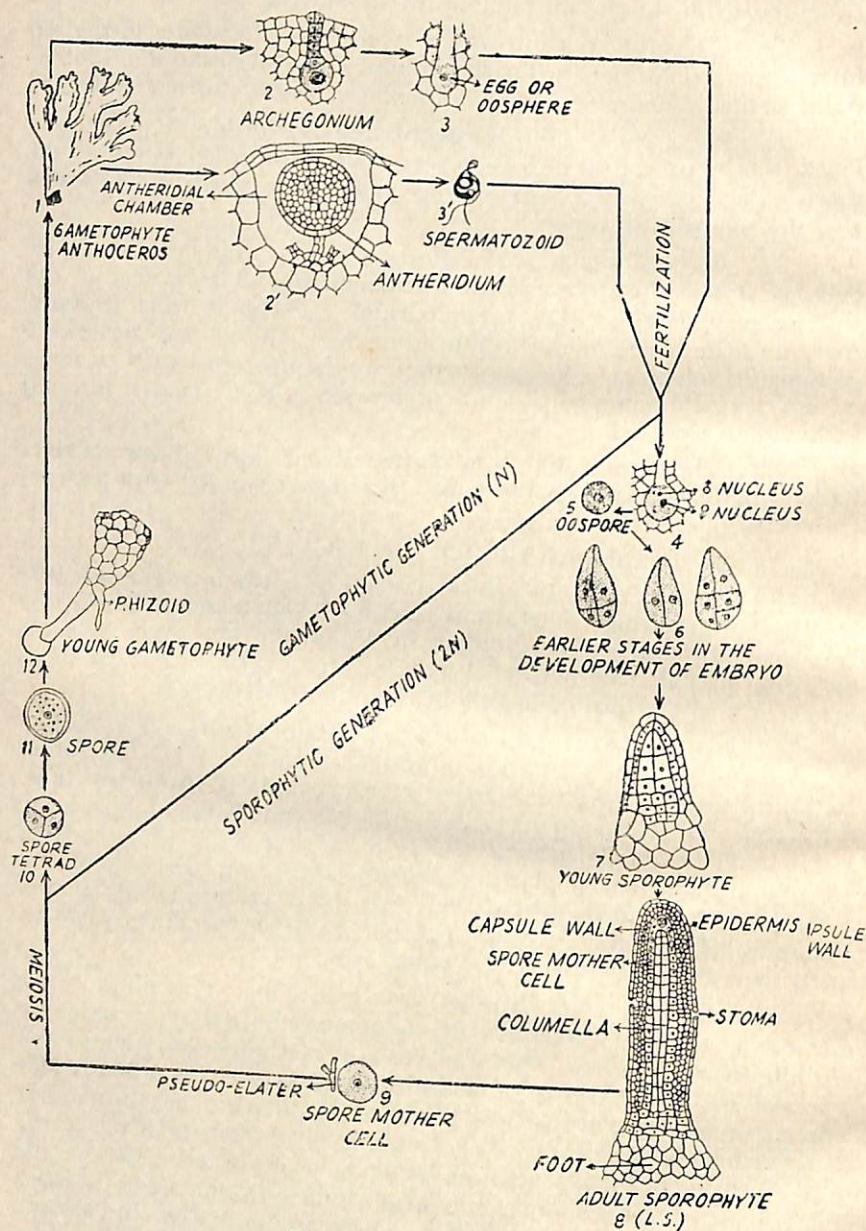 2
ARCHEGONIUM
3
EGG OR
OOSPHERE
1
GAMETOPHYTE
ANTHOCEROS
ANTHERIDIAL
CHAMBER
2'
ANTHERIDIUM
3'
SPERMATOZOID
FERTILIZATION
♂ NUCLEUS
♀ NUCLEUS
5
OOSPORE
4
6
EARLIER STAGES IN THE
DEVELOPMENT OF EMBRYO
GAMETOPHYTIC GENERATION (N)
SPOROPHYTIC GENERATION (2N)
RHIZOID
12
YOUNG GAMETOPHYTE
11
SPORE
SPORE
TETRAD
10
MEIOSIS
7
YOUNG SPOROPHYTE
CAPSULE WALL
EPIDERMIS
APSULE
WALL
SPORE MOTHER
CELL
COLUMELLA
STOMA
PSEUDO-ELATER
9
SPORE MOTHER
CELL
FOOT
ADULT SPOROPHYTE
8 (L.S.)